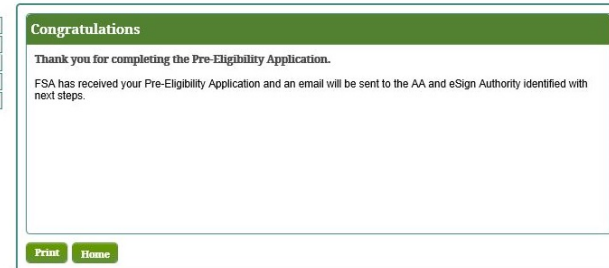 Congratulations
Thank you for completing the Pre-Eligibility Application.
FSA has received your Pre-Eligibility Application and an email will be sent to the AA and eSign Authority identified with
next steps.
Print Home